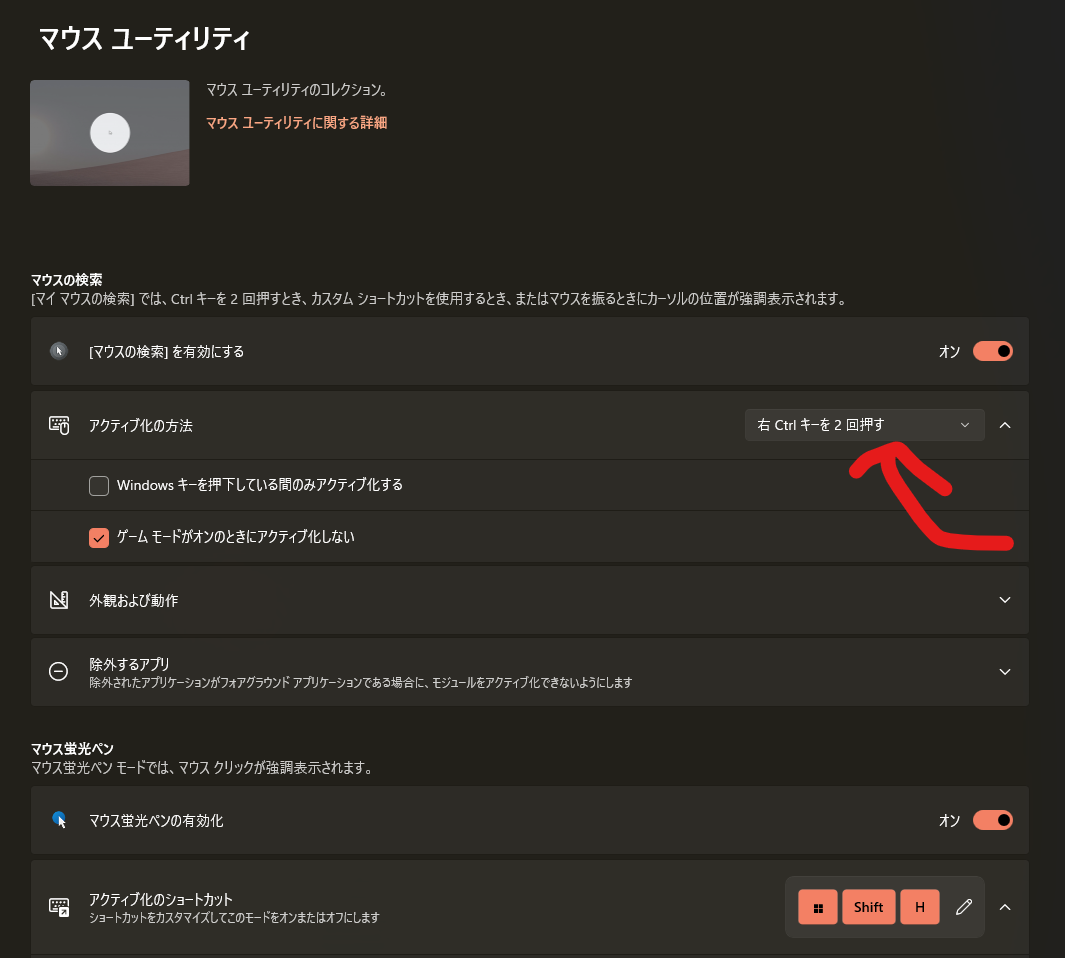 マウス ユーティリティ
マウス ユーティリティのコレクション。
マウス ユーティリティに関する詳細
マウスの検索
[マイ マウスの検索] では、Ctrl キーを 2 回押すとき、カスタム ショートカットを使用するとき、またはマウスを振るときにカーソルの位置が強調表示されます。
[マウスの検索] を有効にする
オン
アクティブ化の方法
右 Ctrl キーを 2 回押す
Windows キーを押下している間のみアクティブ化する
ゲーム モードがオンのときにアクティブ化しない
外観および動作
除外するアプリ
除外されたアプリケーションがフォアグラウンド アプリケーションである場合に、モジュールをアクティブ化できないようにします
マウス蛍光ペン
マウス蛍光ペン モードでは、マウス クリックが強調表示されます。
マウス蛍光ペンの有効化
オン
アクティブ化のショートカット
ショートカットをカスタマイズしてこのモードをオンまたはオフにします
Shift
H